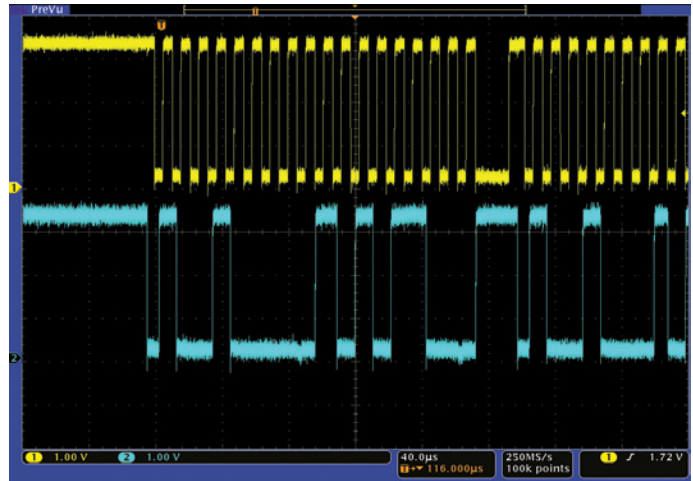 PreVu
T
1
2
1 1.00 V 2 1.00 V 40.0μs 250MS/s 1 ʃ 1.72 V
T→▼ 116.000μs 100k points